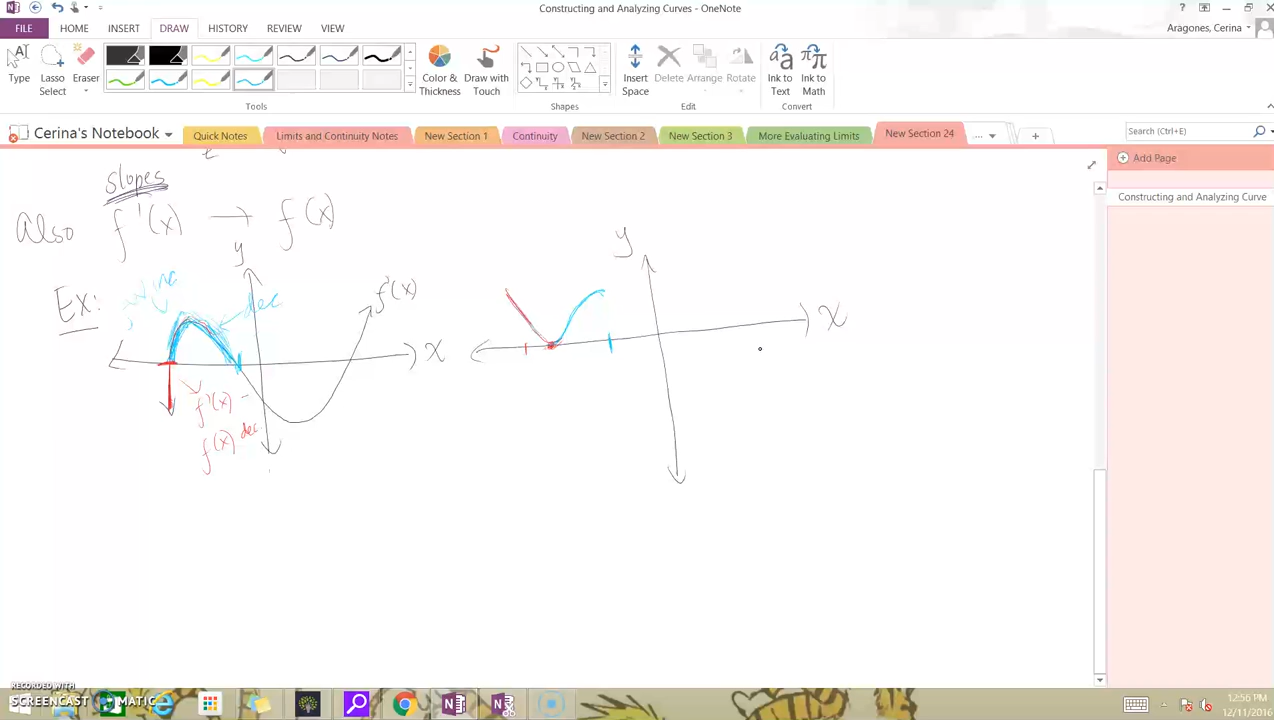 Constructing and Analyzing Curves - OneNote
FILE HOME INSERT DRAW HISTORY REVIEW VIEW
Aragones, Cerina
Type
Lasso Select
Eraser
Color & Thickness
Draw with Touch
Insert Space
Delete
Arrange
Rotate
Ink to Text
Ink to Math
Tools
Shapes
Edit
Convert
Cerina's Notebook
Quick Notes
Limits and Continuity Notes
New Section 1
Continuity
New Section 2
New Section 3
More Evaluating Limits
New Section 24
...
Search (Ctrl+E)
Add Page
Constructing and Analyzing Curve
slopes
Also f'(x) → f(x)
y
y
Ex:
inc
dec
f'(x)
x
x
f'(x) -
f(x) dec.
RECORDED WITH
SCREENCAST MATIC
12:56 PM
12/11/2016